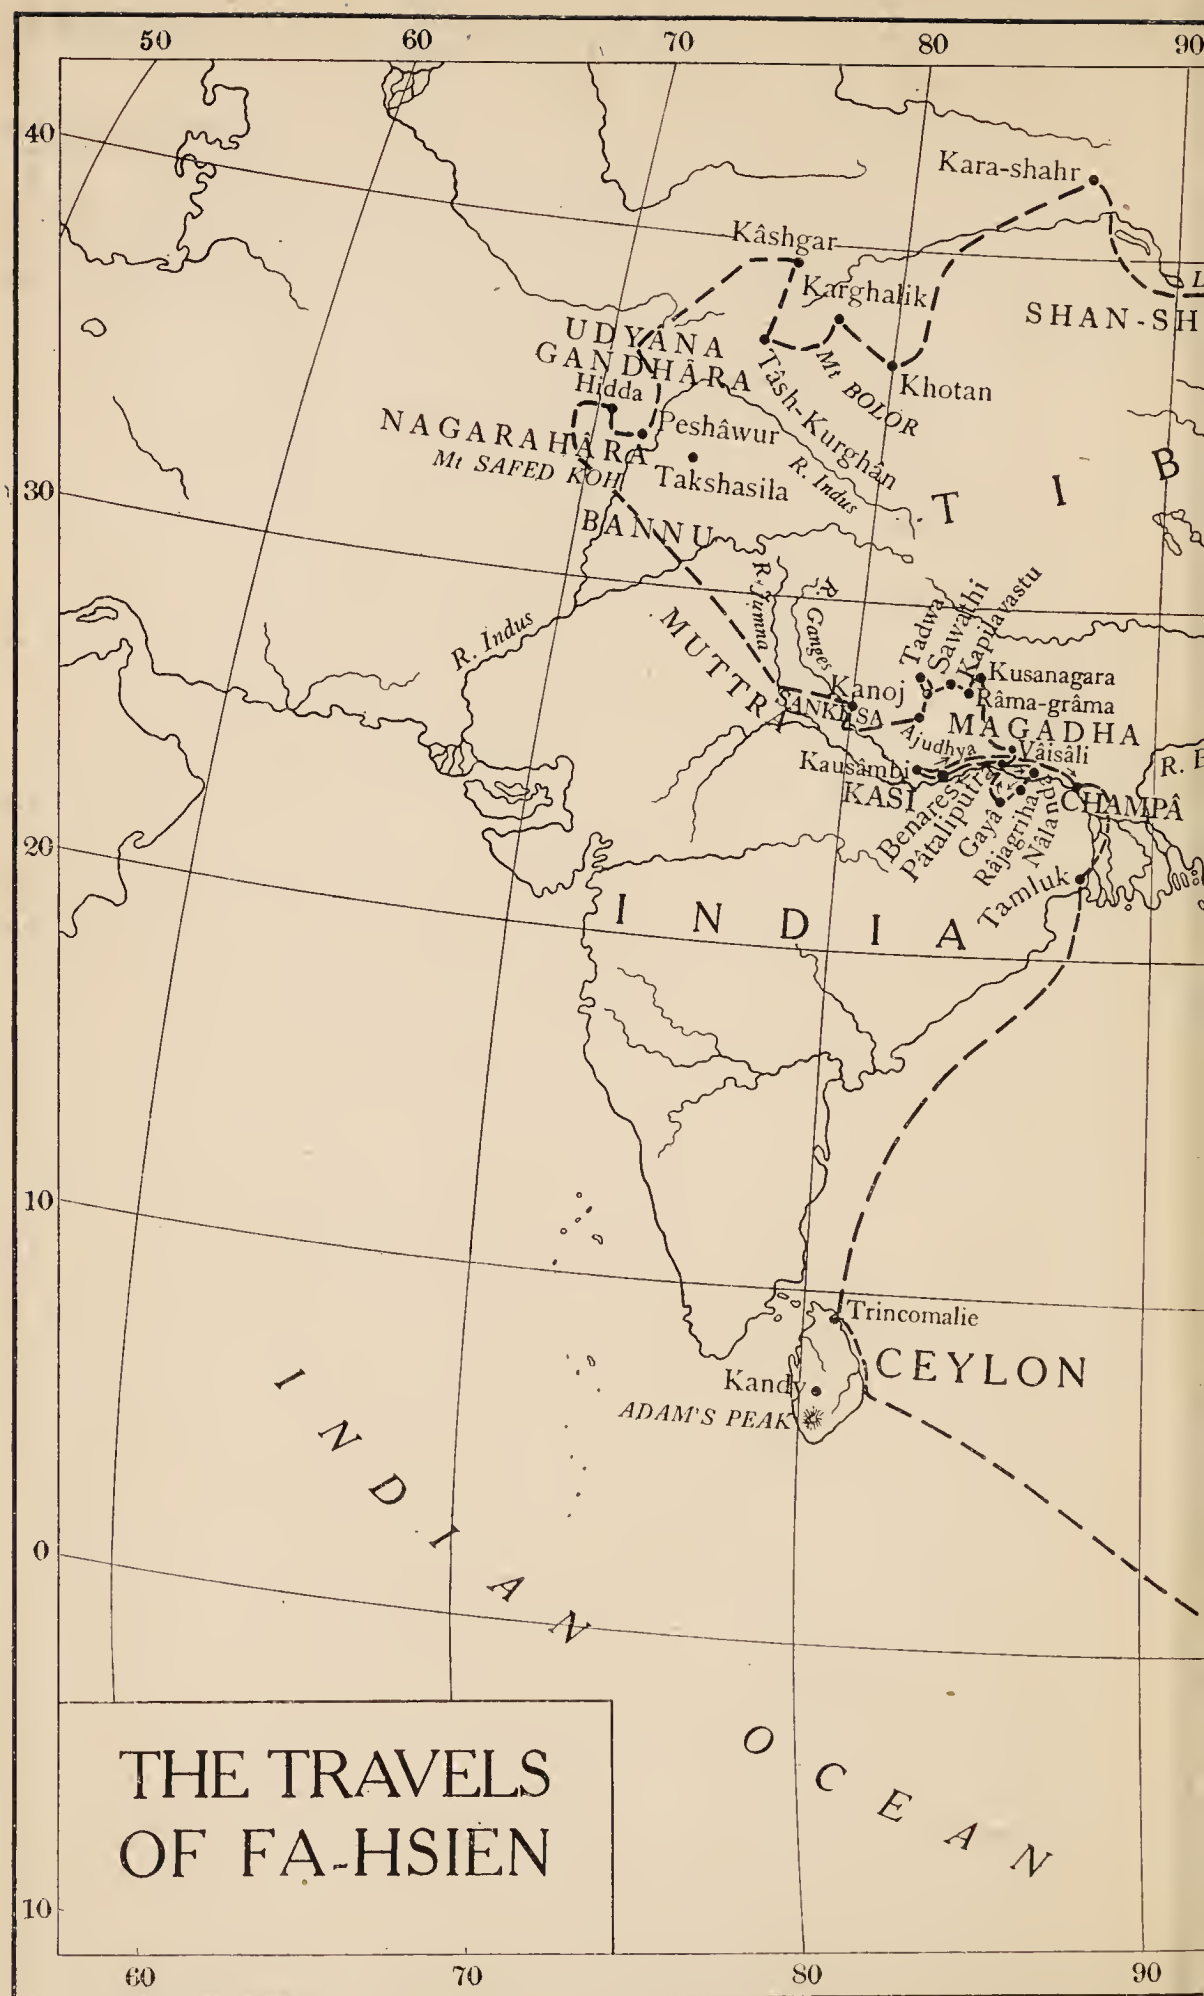 50 60 70 80 90
40
Kara-shahr
Kâshgar
Karghalik
SHAN-SH
UDYÂNA
GANDHÂRA
Hidda
Tâsh-Kurghân
Mt BOLOR
Khotan
NAGARAHÂRA
Peshâwur
Mt SAFED KOH
Takshasila
R. Indus
TIB
30
BANNU
R. Jumna
R. Ganges
R. Indus
MUTTRA
Tadwa
Sawathi
Kapilavastu
Kusanagara
Râma-grâma
Kanoj
SANKISA
Ajudhya
MAGADHA
Vâisâli
Kausâmbi
KASI
CHAMPÂ
Benares
Pâtaliputra
Gayâ
Râjagriha
Nâlanda
20
Tamluk
INDIA
10
Trincomalie
CEYLON
Kandy
ADAM'S PEAK
INDIAN
OCEAN
0
THE TRAVELS
OF FA-HSIEN
10
60 70 80 90